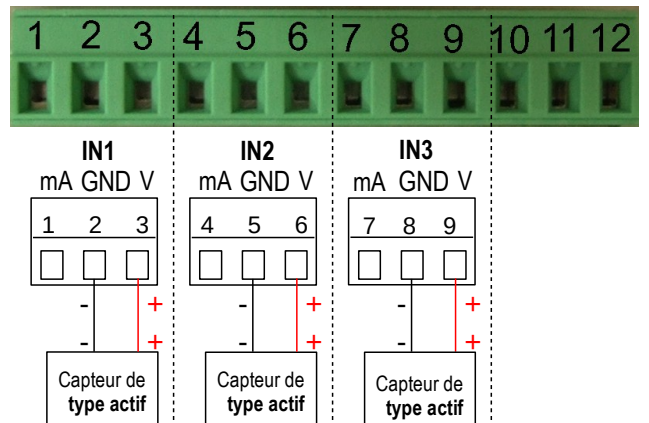 1 2 3 4 5 6 7 8 9 10 11 12
IN1 IN2 IN3
mA GND V mA GND V mA GND V
1 2 3 4 5 6 7 8 9
- + - + - +
- + - + - +
Capteur de Capteur de Capteur de
type actif type actif type actif